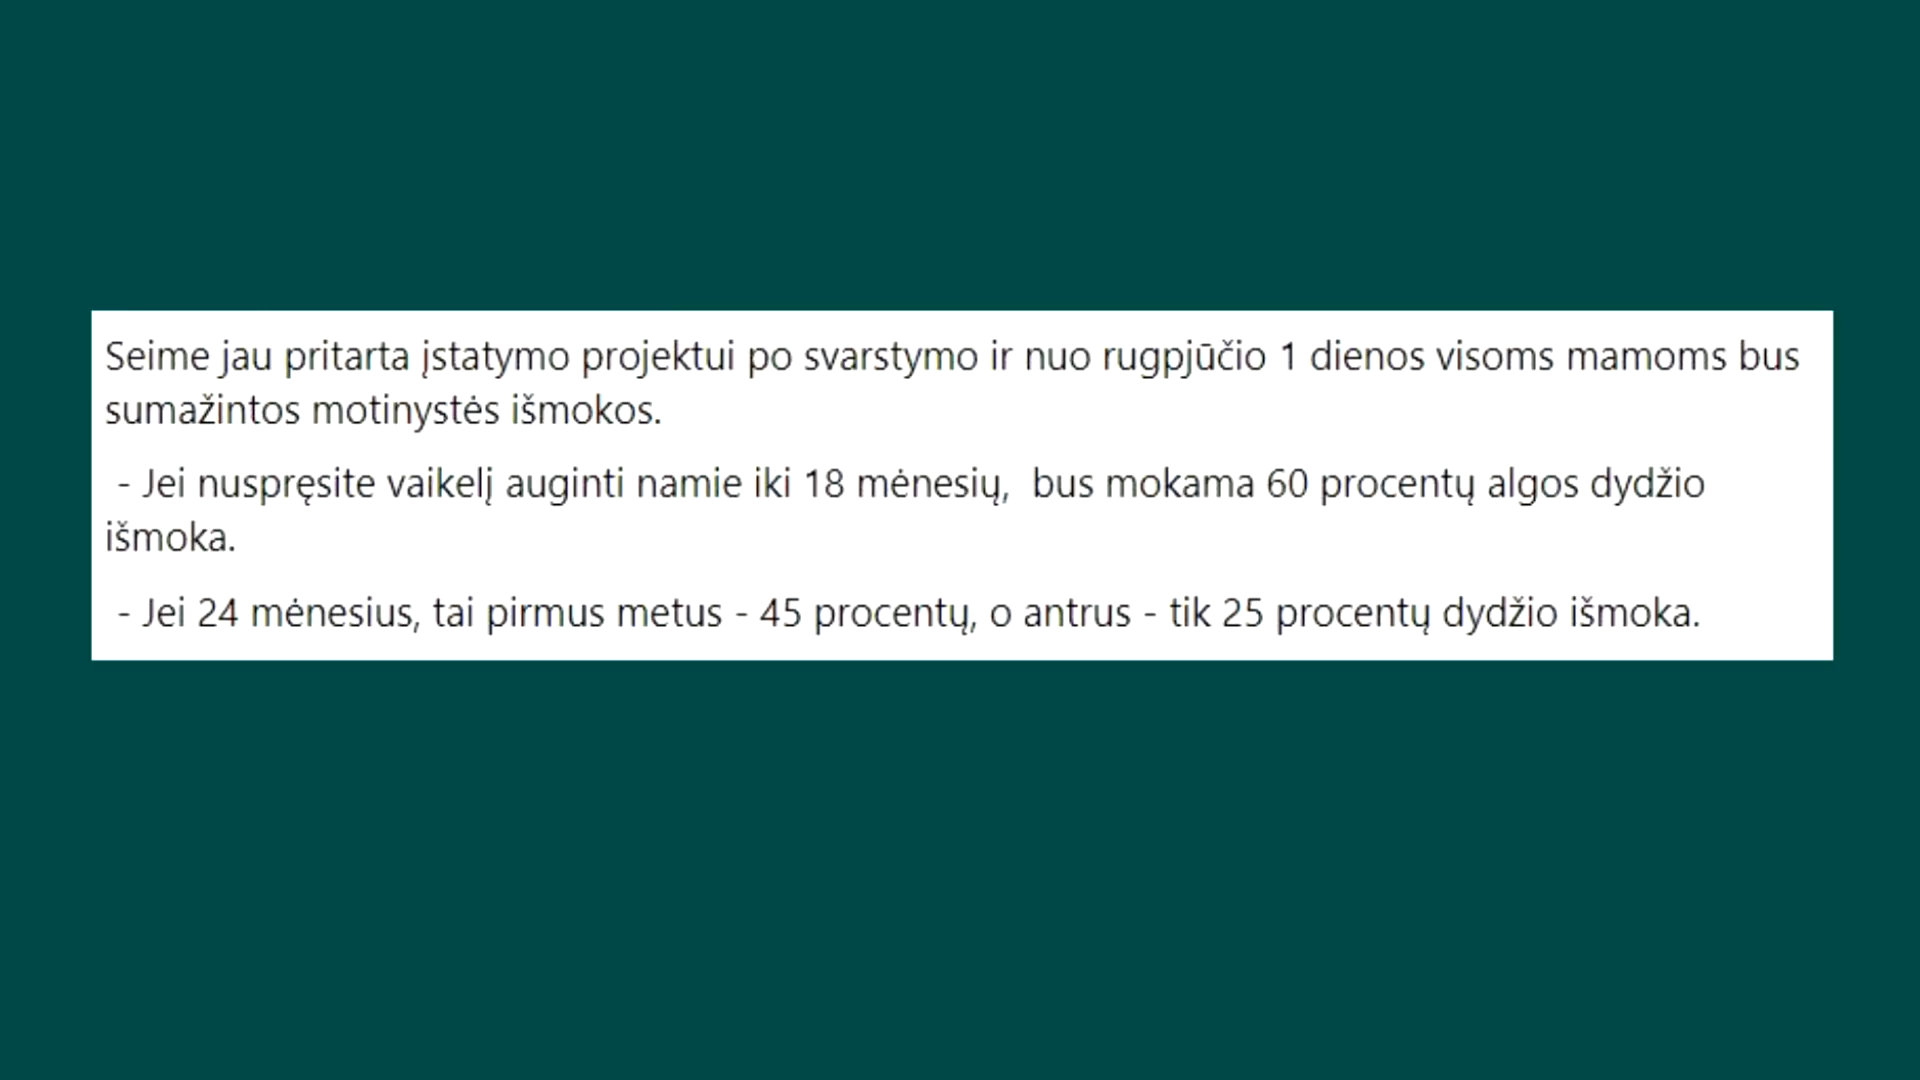 Seime jau pritarta įstatymo projektui po svarstymo ir nuo rugpjūčio 1 dienos visoms mamoms bus
sumažintos motinystės išmokos.
- Jei nuspręsite vaikelį auginti namie iki 18 mėnesių,  bus mokama 60 procentų algos dydžio
išmoka.
- Jei 24 mėnesius, tai pirmus metus - 45 procentų, o antrus - tik 25 procentų dydžio išmoka.